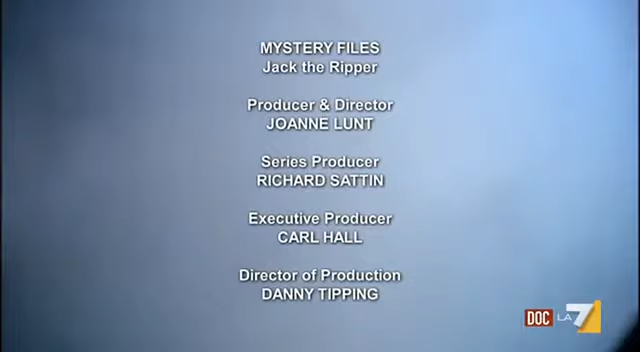 MYSTERY FILES
Jack the Ripper
Producer & Director
JOANNE LUNT
Series Producer
RICHARD SATTIN
Executive Producer
CARL HALL
Director of Production
DANNY TIPPING
DOC LA 7